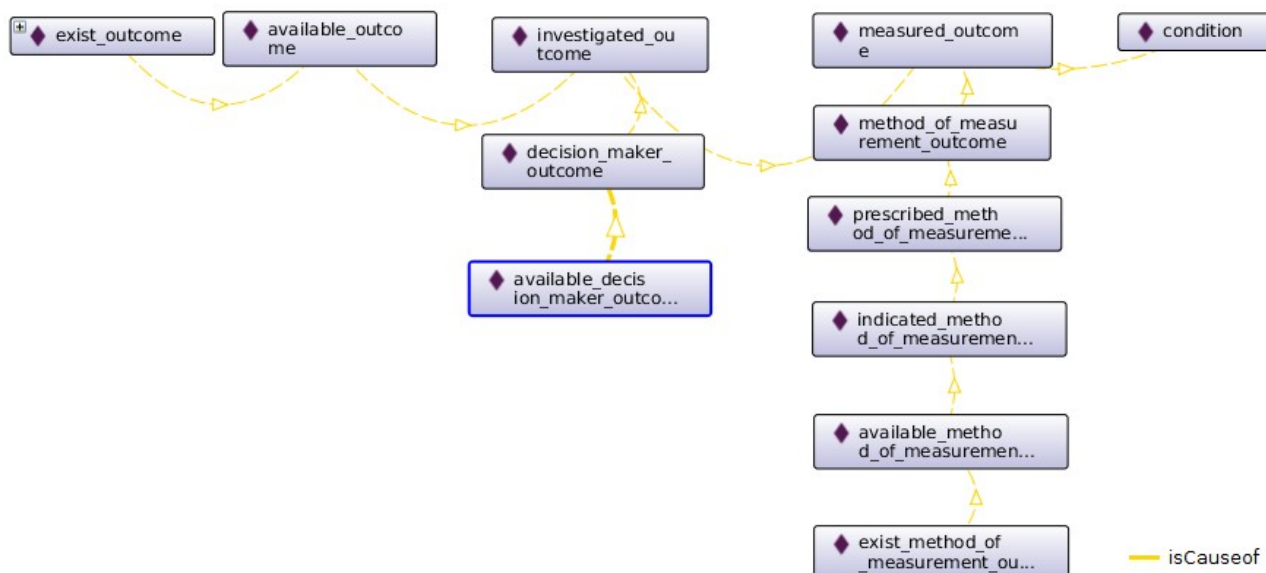 exist_outcome
available_outco
me
investigated_ou
tcome
measured_outcom
e
condition
decision_maker_
outcome
method_of_measu
rement_outcome
prescribed_meth
od_of_measureme...
available_decis
ion_maker_outco...
indicated_metho
d_of_measuremen...
available_metho
d_of_measuremen...
exist_method_of
_measurement_ou...
isCauseof